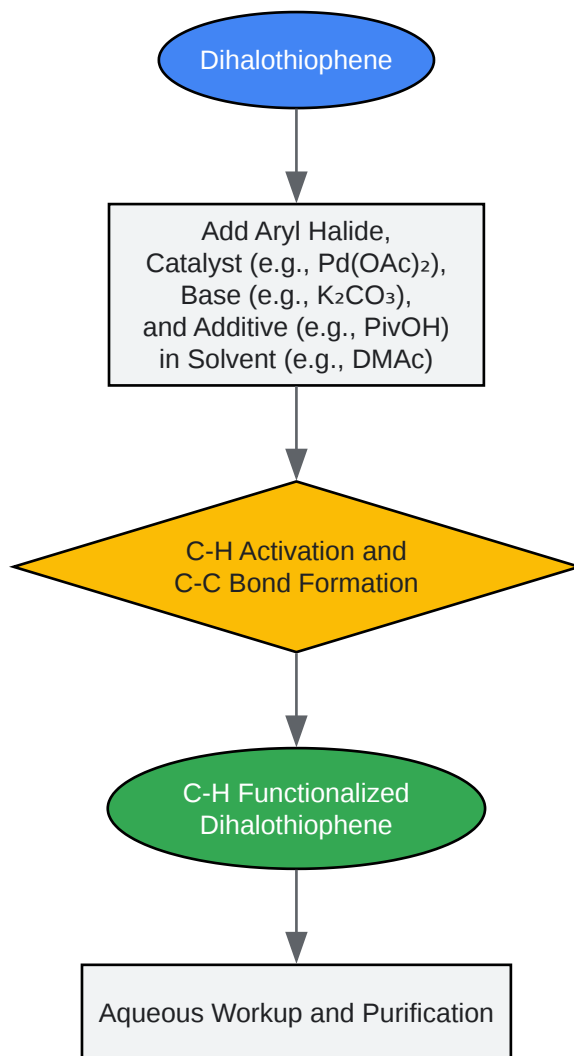 Dihalothiophene
Add Aryl Halide,
Catalyst (e.g., Pd(OAc)₂),
Base (e.g., K₂CO₃),
and Additive (e.g., PivOH)
in Solvent (e.g., DMAc)
C-H Activation and
C-C Bond Formation
C-H Functionalized
Dihalothiophene
Aqueous Workup and Purification